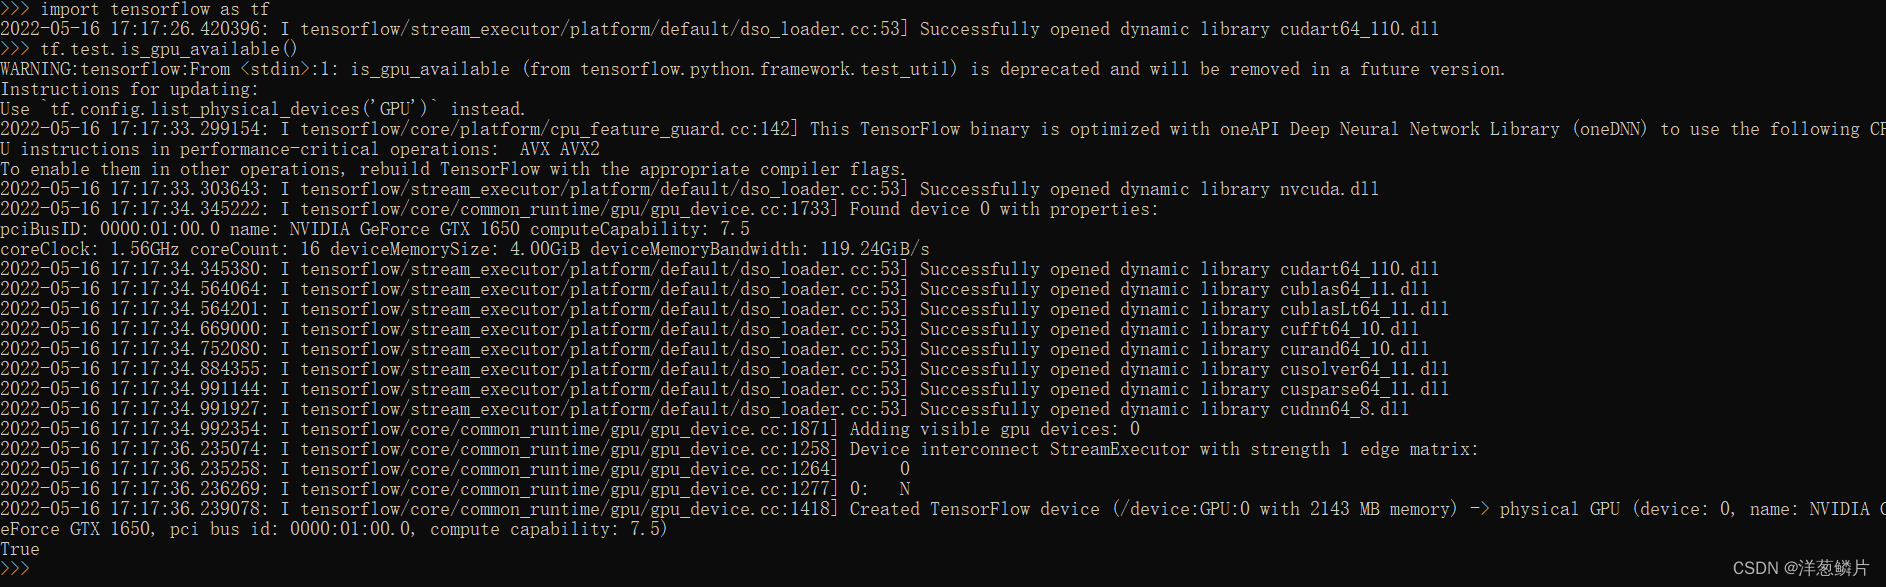 >>> import tensorflow as tf
2022-05-16 17:17:26.420396: I tensorflow/stream_executor/platform/default/dso_loader.cc:53] Successfully opened dynamic library cudart64_110.dll
>>> tf.test.is_gpu_available()
WARNING:tensorflow:From <stdin>:1: is_gpu_available (from tensorflow.python.framework.test_util) is deprecated and will be removed in a future version.
Instructions for updating:
Use `tf.config.list_physical_devices('GPU')` instead.
2022-05-16 17:17:33.299154: I tensorflow/core/platform/cpu_feature_guard.cc:142] This TensorFlow binary is optimized with oneAPI Deep Neural Network Library (oneDNN) to use the following CP
U instructions in performance-critical operations:  AVX AVX2
To enable them in other operations, rebuild TensorFlow with the appropriate compiler flags.
2022-05-16 17:17:33.303643: I tensorflow/stream_executor/platform/default/dso_loader.cc:53] Successfully opened dynamic library nvcuda.dll
2022-05-16 17:17:34.345222: I tensorflow/core/common_runtime/gpu/gpu_device.cc:1733] Found device 0 with properties:
pciBusID: 0000:01:00.0 name: NVIDIA GeForce GTX 1650 computeCapability: 7.5
coreClock: 1.56GHz coreCount: 16 deviceMemorySize: 4.00GiB deviceMemoryBandwidth: 119.24GiB/s
2022-05-16 17:17:34.345380: I tensorflow/stream_executor/platform/default/dso_loader.cc:53] Successfully opened dynamic library cudart64_110.dll
2022-05-16 17:17:34.564064: I tensorflow/stream_executor/platform/default/dso_loader.cc:53] Successfully opened dynamic library cublas64_11.dll
2022-05-16 17:17:34.564201: I tensorflow/stream_executor/platform/default/dso_loader.cc:53] Successfully opened dynamic library cublasLt64_11.dll
2022-05-16 17:17:34.669000: I tensorflow/stream_executor/platform/default/dso_loader.cc:53] Successfully opened dynamic library cufft64_10.dll
2022-05-16 17:17:34.752080: I tensorflow/stream_executor/platform/default/dso_loader.cc:53] Successfully opened dynamic library curand64_10.dll
2022-05-16 17:17:34.884355: I tensorflow/stream_executor/platform/default/dso_loader.cc:53] Successfully opened dynamic library cusolver64_11.dll
2022-05-16 17:17:34.991144: I tensorflow/stream_executor/platform/default/dso_loader.cc:53] Successfully opened dynamic library cusparse64_11.dll
2022-05-16 17:17:34.991927: I tensorflow/stream_executor/platform/default/dso_loader.cc:53] Successfully opened dynamic library cudnn64_8.dll
2022-05-16 17:17:34.992354: I tensorflow/core/common_runtime/gpu/gpu_device.cc:1871] Adding visible gpu devices: 0
2022-05-16 17:17:36.235074: I tensorflow/core/common_runtime/gpu/gpu_device.cc:1258] Device interconnect StreamExecutor with strength 1 edge matrix:
2022-05-16 17:17:36.235258: I tensorflow/core/common_runtime/gpu/gpu_device.cc:1264]      0
2022-05-16 17:17:36.236269: I tensorflow/core/common_runtime/gpu/gpu_device.cc:1277] 0:   N
2022-05-16 17:17:36.239078: I tensorflow/core/common_runtime/gpu/gpu_device.cc:1418] Created TensorFlow device (/device:GPU:0 with 2143 MB memory) -> physical GPU (device: 0, name: NVIDIA G
eForce GTX 1650, pci bus id: 0000:01:00.0, compute capability: 7.5)
True
>>>
CSDN @洋葱鳞片